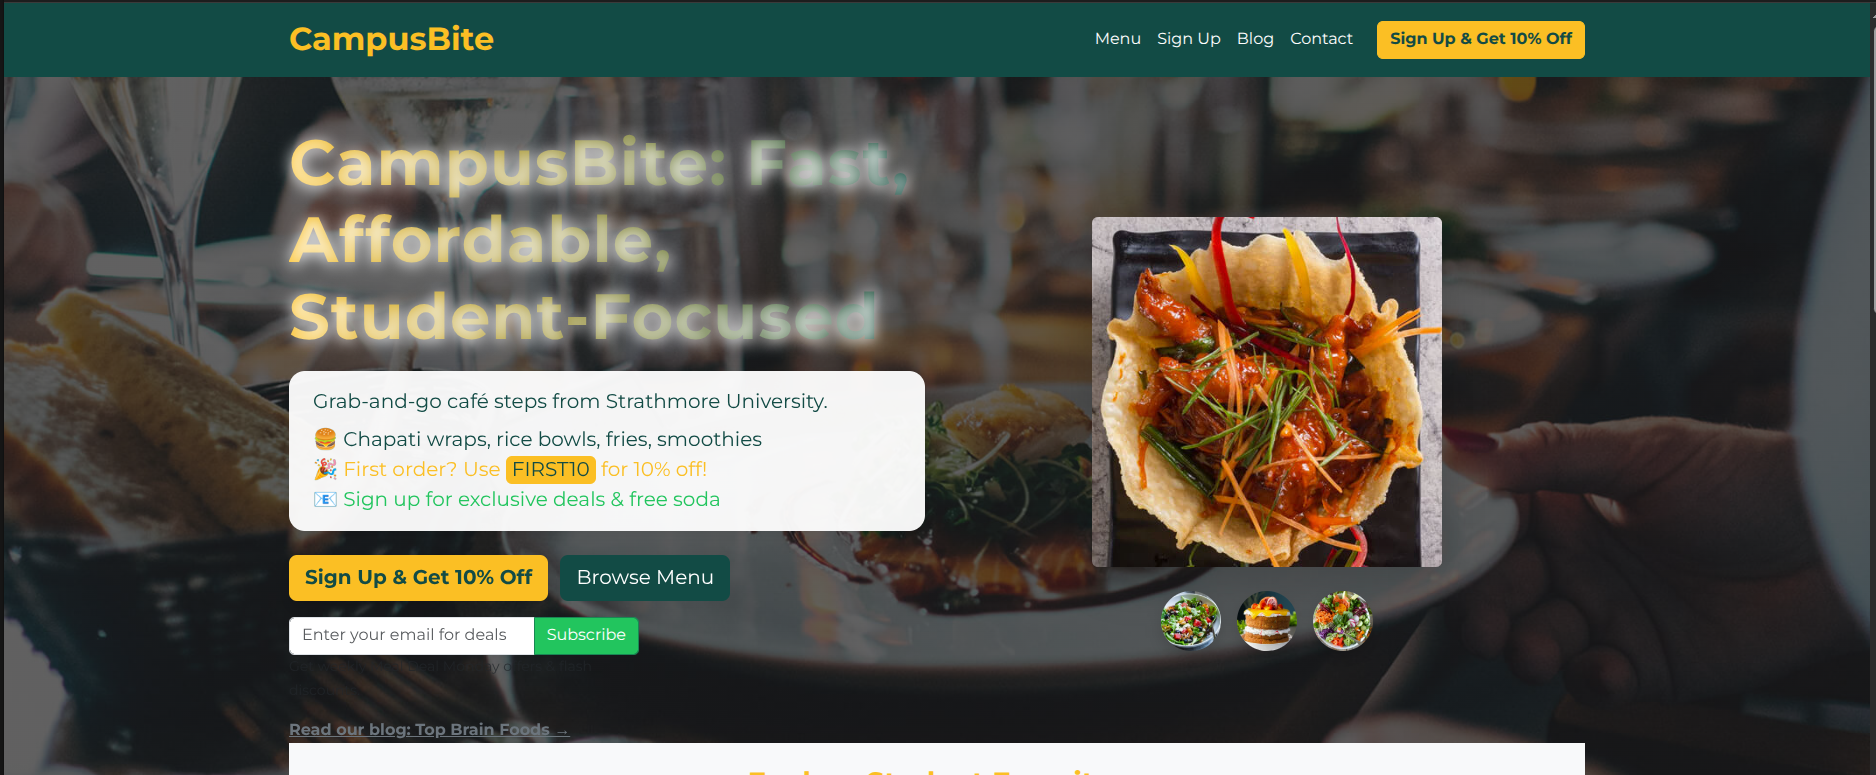 CampusBite
Menu Sign Up Blog Contact Sign Up & Get 10% Off
CampusBite: Fast,
Affordable,
Student-Focused
Grab-and-go café steps from Strathmore University.
🍔 Chapati wraps, rice bowls, fries, smoothies
🎉 First order? Use FIRST10 for 10% off!
📧 Sign up for exclusive deals & free soda
Sign Up & Get 10% Off Browse Menu
Enter your email for deals Subscribe
Read our blog: Top Brain Foods →